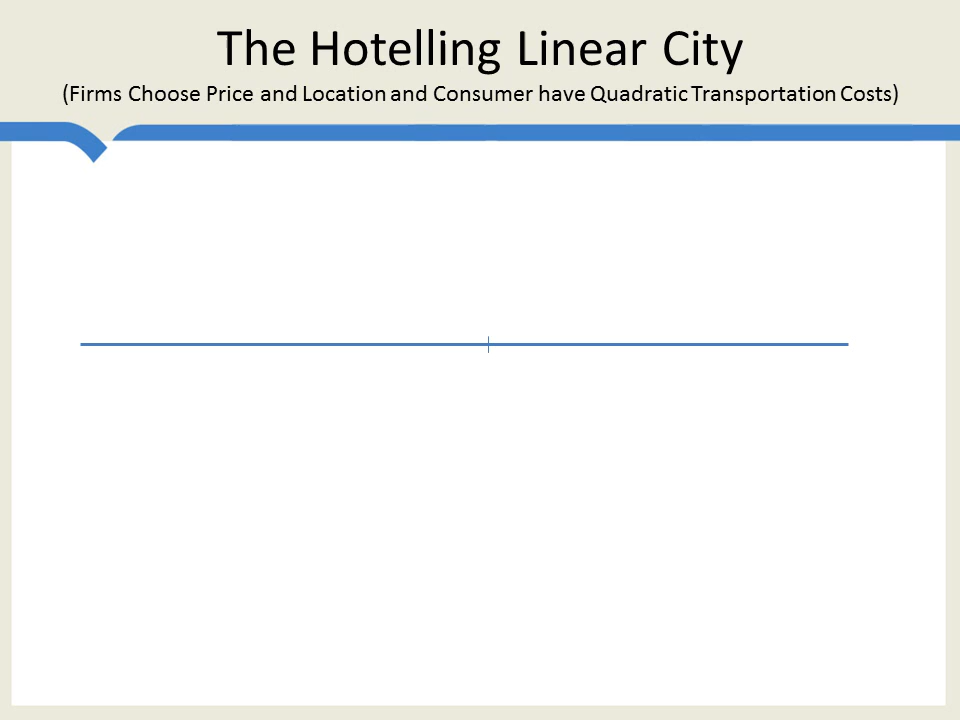 The Hotelling Linear City
(Firms Choose Price and Location and Consumer have Quadratic Transportation Costs)